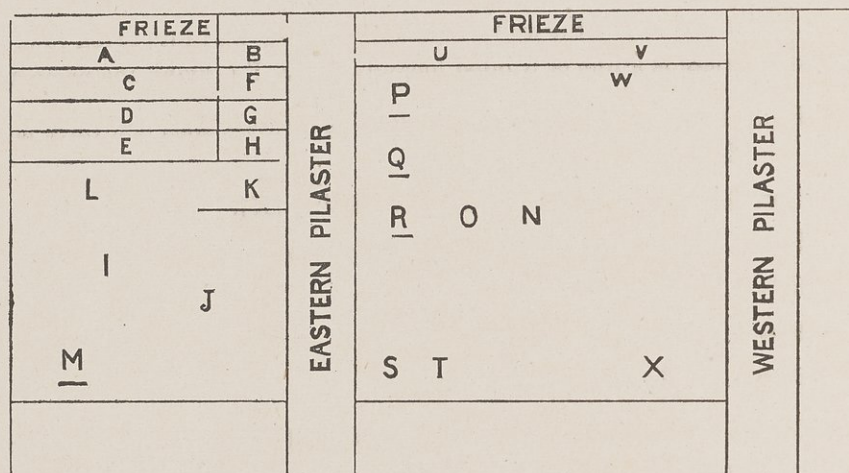 FRIEZE
A B
C F
D G
E H
L K
I
J
M
EASTERN PILASTER
FRIEZE
U V
W
P
Q
R O N
S T X
WESTERN PILASTER